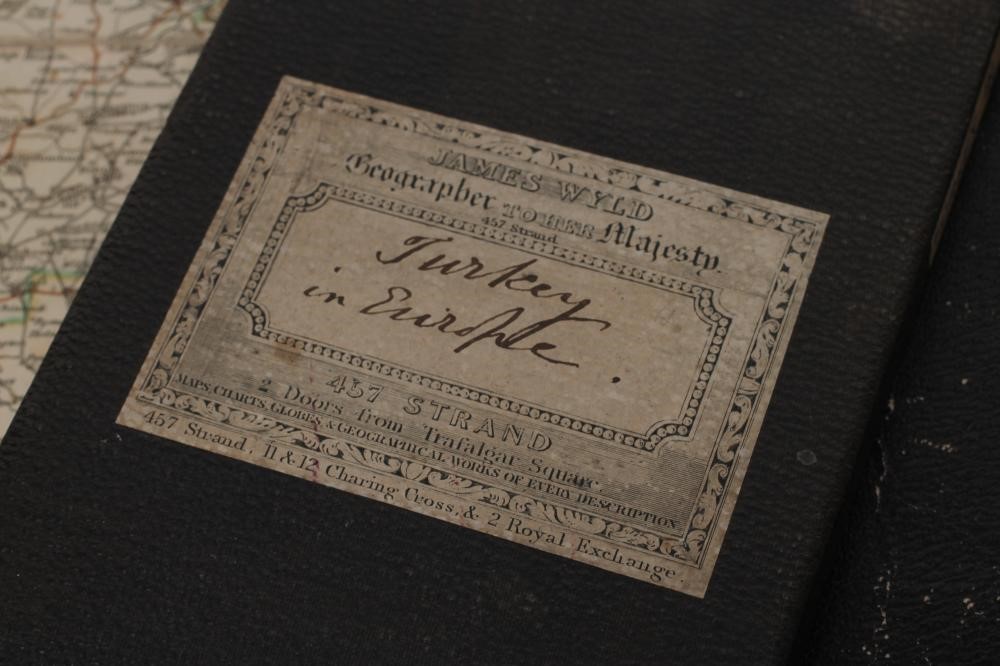 JAMES WYLD
Geographer TO HER Majesty.
457 Strand
Turkey
in Europe.
457 STRAND
2 Doors from Trafalgar Square
MAPS, CHARTS, GLOBES & GEOGRAPHICAL WORKS OF EVERY DESCRIPTION
457 Strand, 11 & 12 Charing Cross, & 2 Royal Exchange.